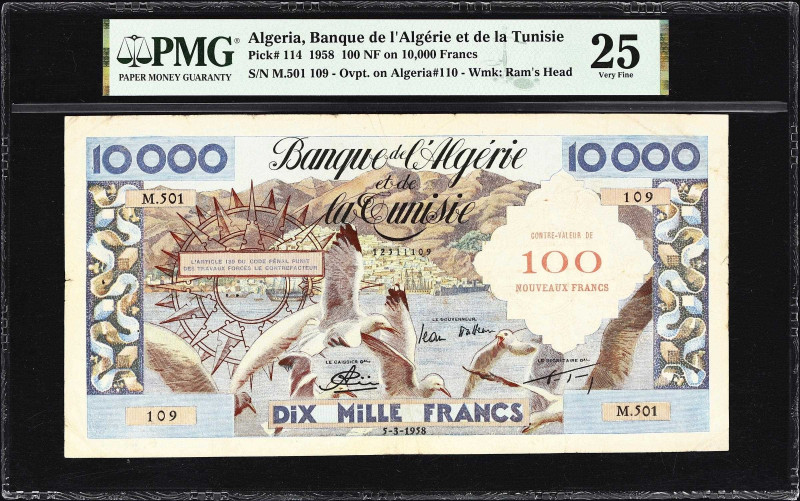 PMG®
PAPER MONEY GUARANTY
Algeria, Banque de l'Algérie et de la Tunisie
Pick# 114 1958 100 NF on 10,000 Francs
S/N M.501 109 - Ovpt. on Algeria#110 - Wmk: Ram's Head
25
Very Fine
10000
Banque de l'Algérie
et de
la Tunisie
10000
M.501
109
12511109
L'ARTICLE 139 DU CODE PÉNAL PUNIT
DES TRAVAUX FORCÉS LE CONTREFACTEUR
CONTRE-VALEUR DE
100
NOUVEAUX FRANCS
LE GOUVERNEUR,
LE CAISSIER GAL.
LE SECRÉTAIRE GAL.
109
DIX MILLE FRANCS
M.501
5-3-1958